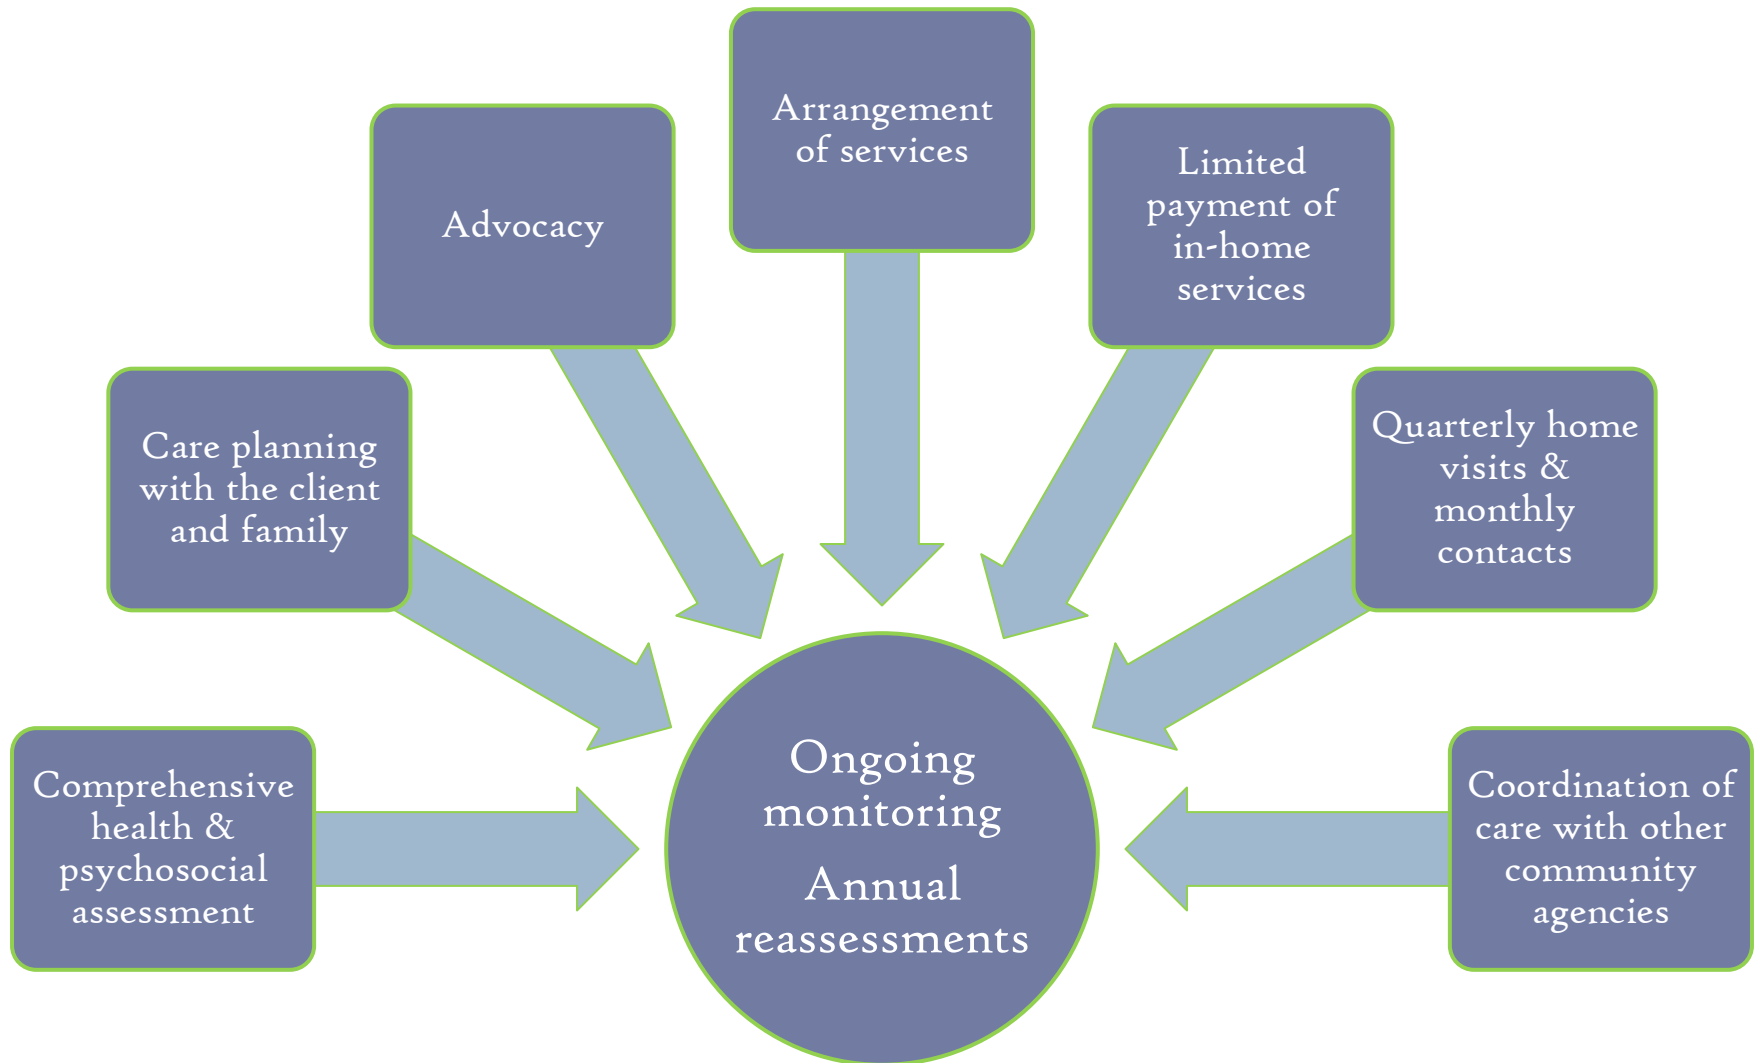 Arrangement
of services
Advocacy
Limited
payment of
in-home
services
Care planning
with the client
and family
Quarterly home
visits &
monthly
contacts
Comprehensive
health &
psychosocial
assessment
Ongoing
monitoring
Annual
reassessments
Coordination of
care with other
community
agencies